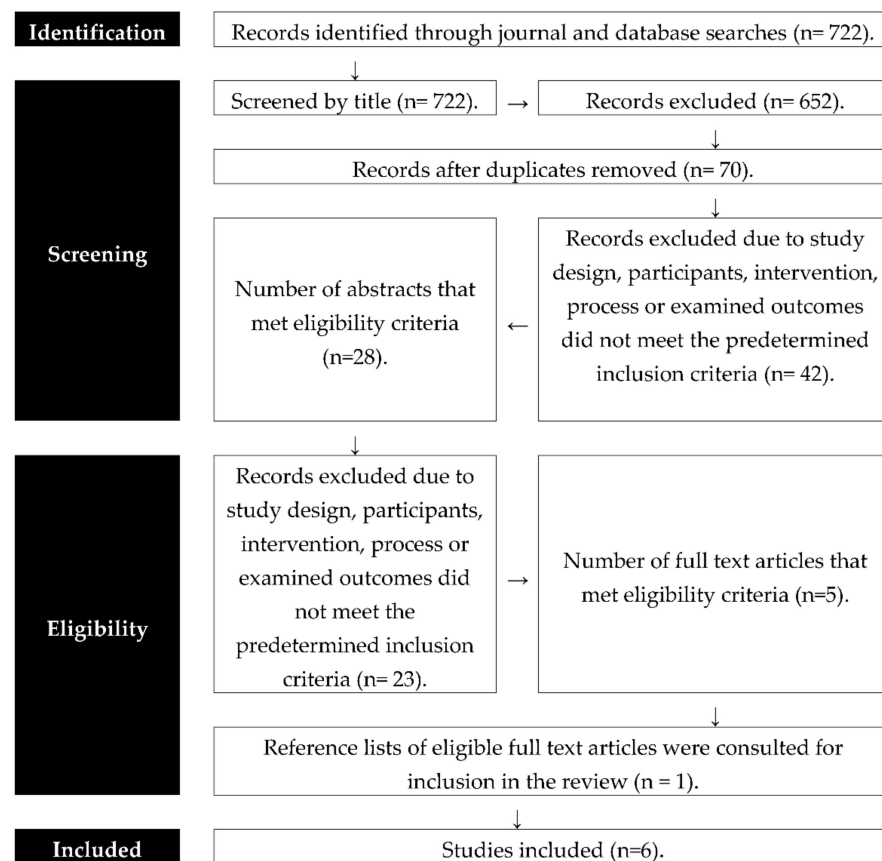 Identification
Records identified through journal and database searches (n= 722).
↓
Screening
Screened by title (n= 722).
→
Records excluded (n= 652).
↓
Records after duplicates removed (n= 70).
↓
Number of abstracts that
met eligibility criteria
(n=28).
←
Records excluded due to study
design, participants, intervention,
process or examined outcomes
did not meet the predetermined
inclusion criteria (n= 42).
↓
Eligibility
Records excluded due to
study design, participants,
intervention, process or
examined outcomes did
not meet the
predetermined inclusion
criteria (n= 23).
→
Number of full text articles that
met eligibility criteria (n=5).
↓
Reference lists of eligible full text articles were consulted for
inclusion in the review (n = 1).
↓
Included
Studies included (n=6).